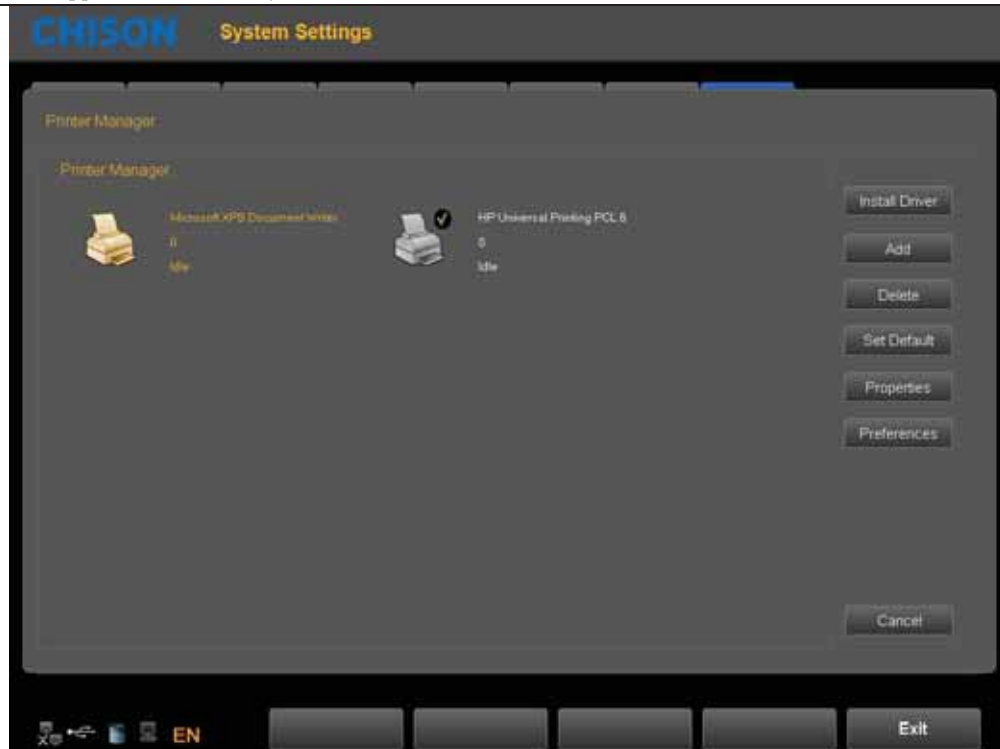 CHISON
System Settings
Printer Manager
Printer Manager
Microsoft XPS Document Writer
0
Idle
HP Universal Printing PCL 6
0
Idle
Install Driver
Add
Delete
Set Default
Properties
Preferences
Cancel
EN
Exit